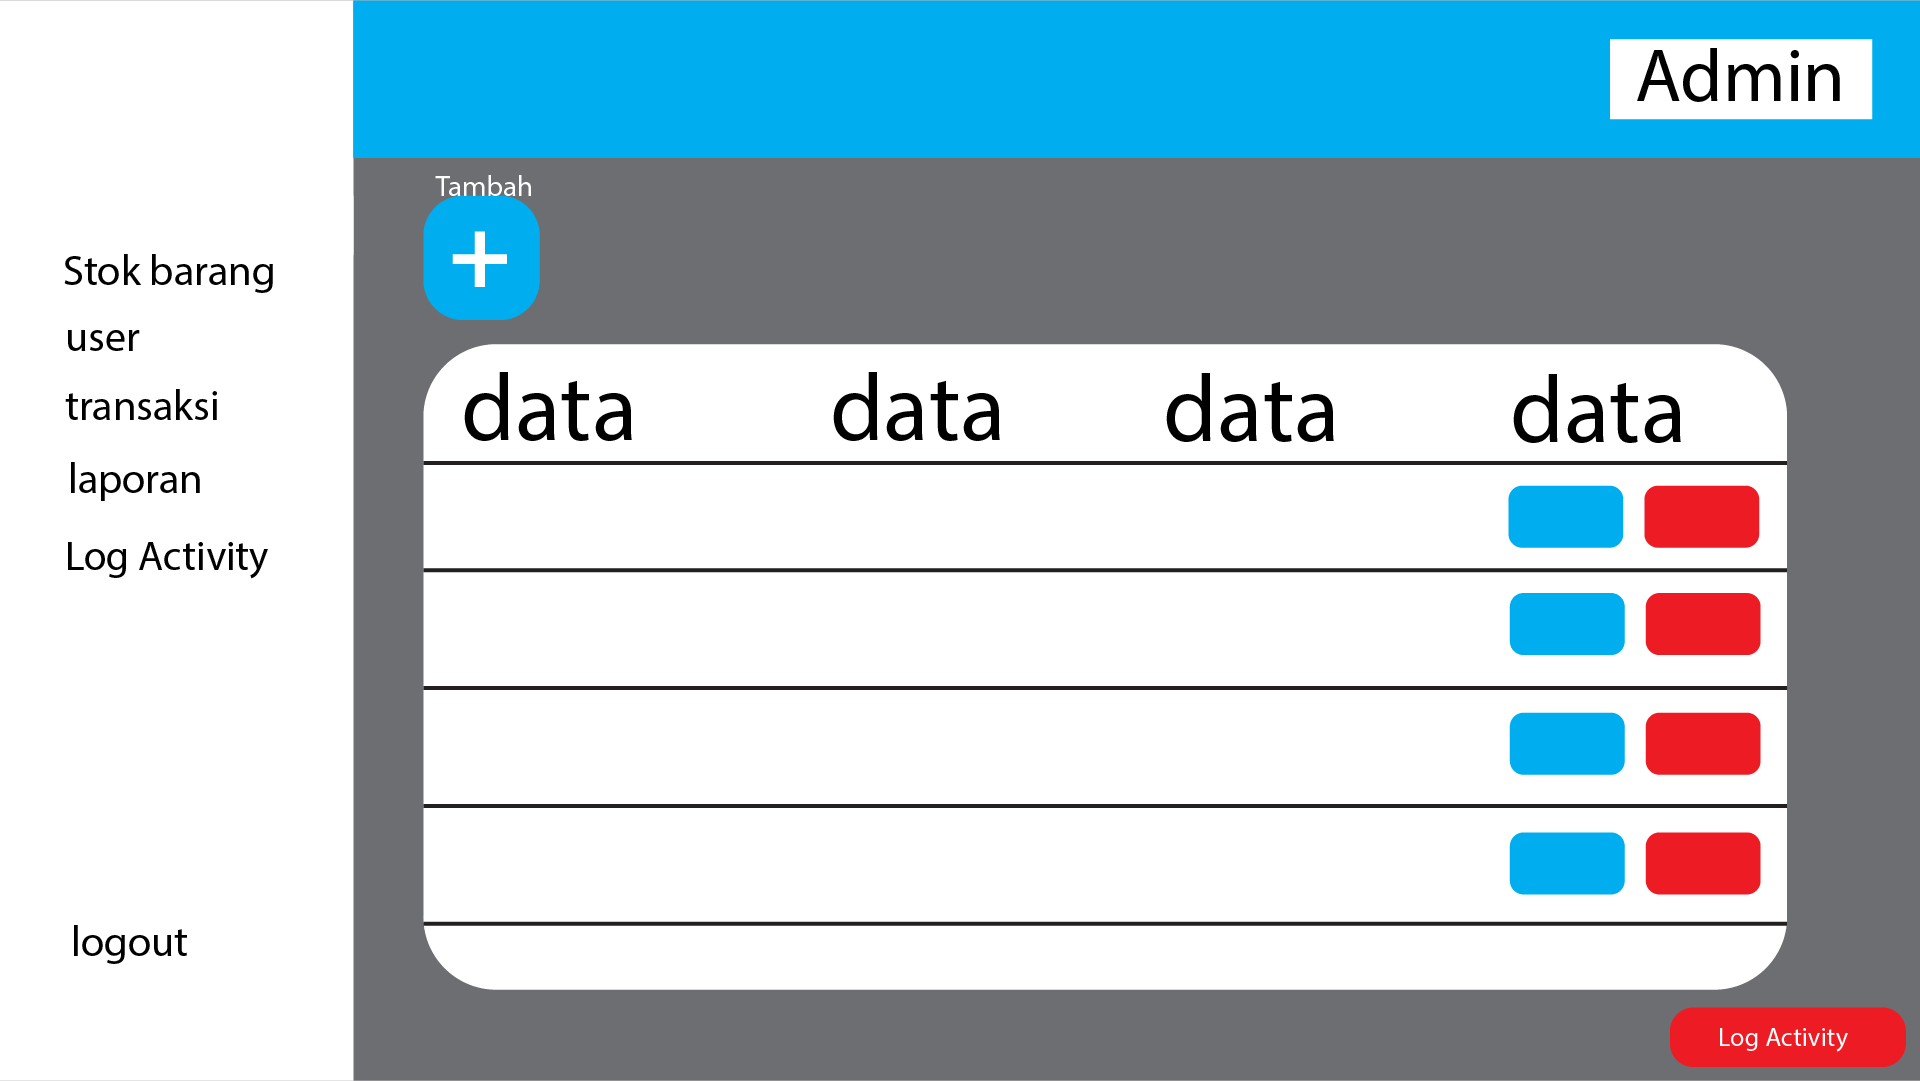 Admin
Tambah
+
Stok barang
user
transaksi
laporan
Log Activity
logout
data data data data
Log Activity